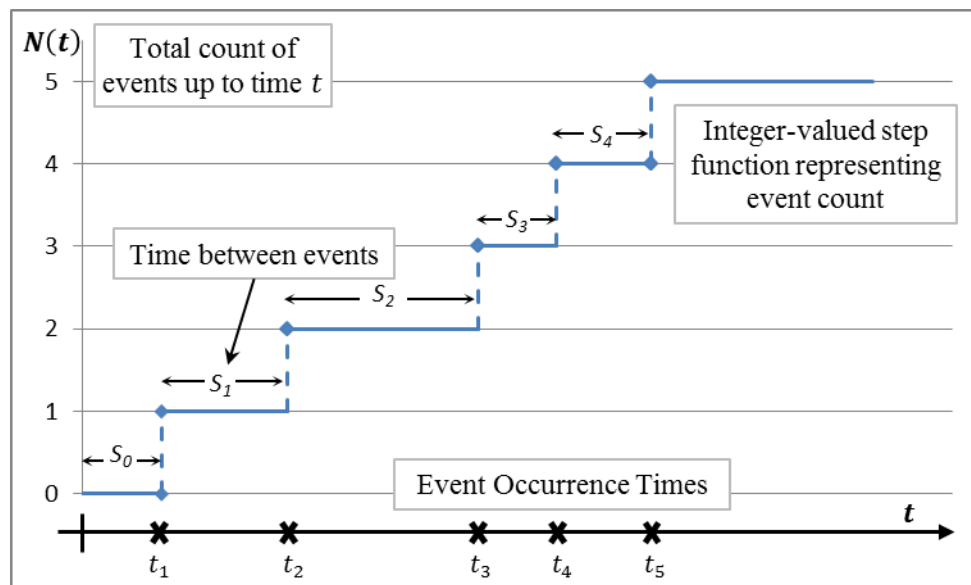 N(t)
Total count of
events up to time t
5
S4
Integer-valued step
function representing
event count
4
S3
3
Time between events
S2
2
S1
1
S0
0
Event Occurrence Times
t
t1
t2
t3
t4
t5